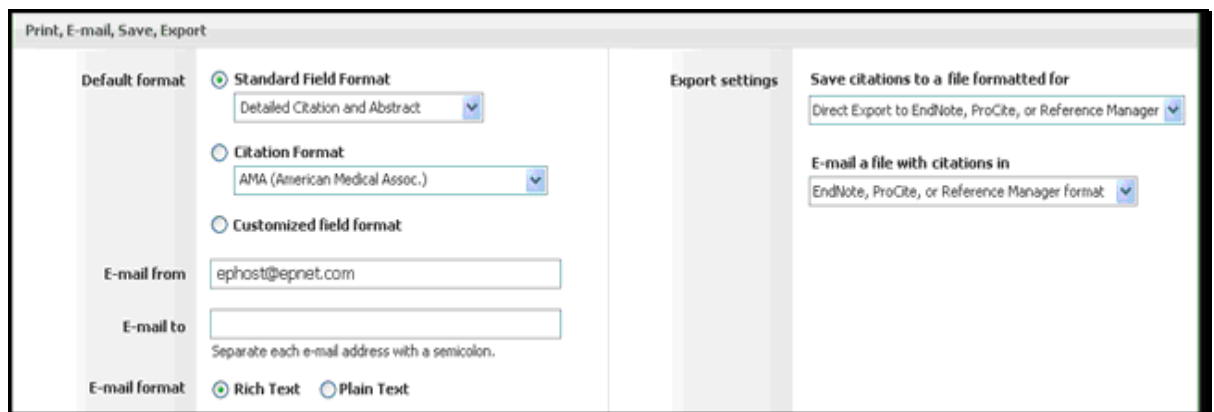 Print, E-mail, Save, Export
Default format
Standard Field Format
Detailed Citation and Abstract
Citation Format
AMA (American Medical Assoc.)
Customized field format
E-mail from
ephost@epnet.com
E-mail to
Separate each e-mail address with a semicolon.
E-mail format
Rich Text Plain Text
Export settings
Save citations to a file formatted for
Direct Export to EndNote, ProCite, or Reference Manager
E-mail a file with citations in
EndNote, ProCite, or Reference Manager format